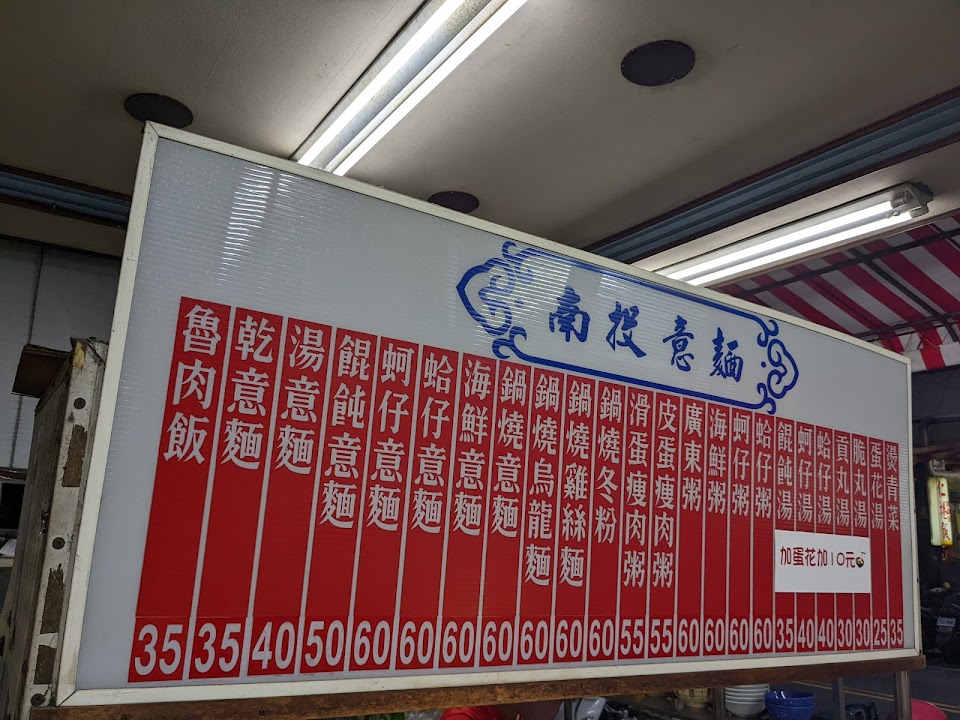 南投意麵
魯肉飯 35
乾意麵 35
湯意麵 40
餛飩意麵 50
蚵仔意麵 60
蛤仔意麵 60
海鮮意麵 60
鍋燒意麵 60
鍋燒烏龍麵 60
鍋燒雞絲麵 60
鍋燒冬粉 60
滑蛋瘦肉粥 55
皮蛋瘦肉粥 55
廣東粥 60
海鮮粥 60
蚵仔粥 60
蛤仔粥 60
餛飩湯 35
蚵仔湯 40
蛤仔湯 40
貢丸湯 30
脆丸湯 30
蛋花湯 25
燙青菜 35
加蛋花加10元